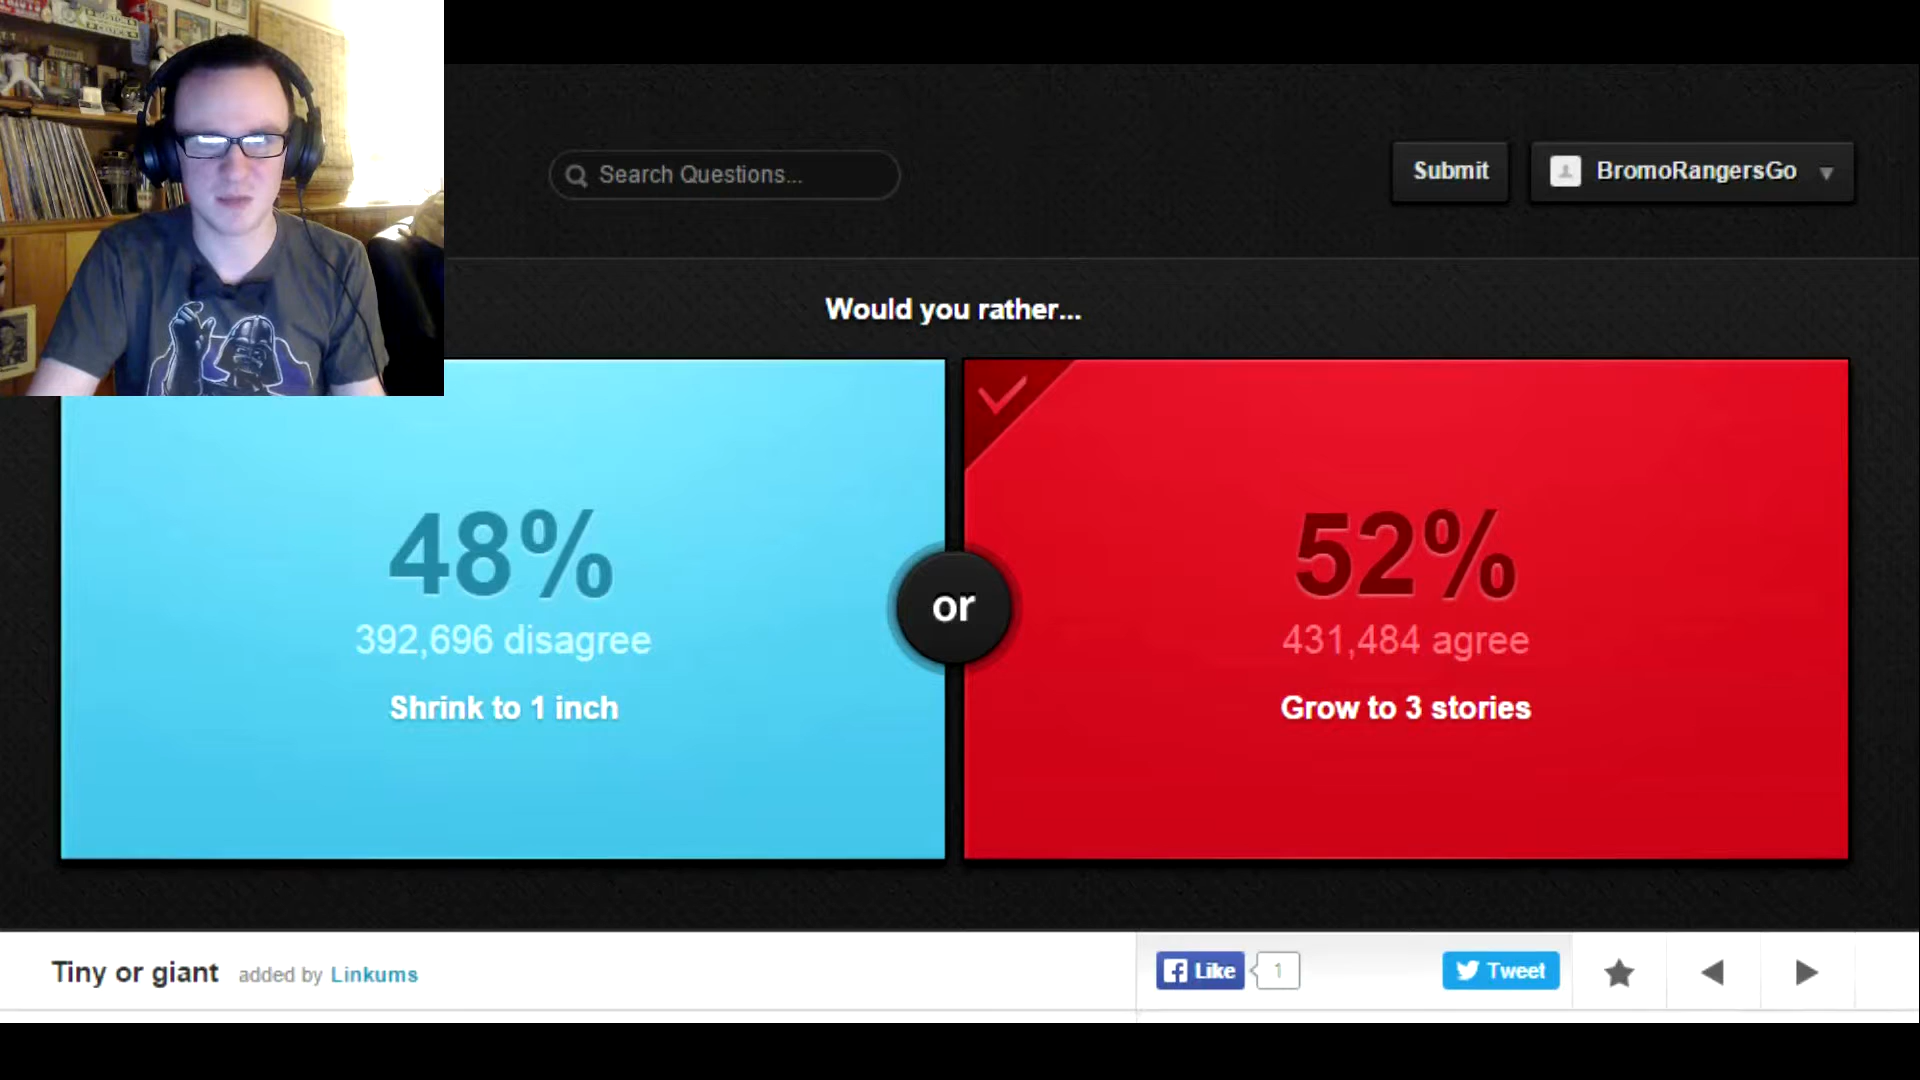 Search Questions...
Submit
BromoRangersGo
Would you rather...
48%
392,696 disagree
Shrink to 1 inch
or
52%
431,484 agree
Grow to 3 stories
Tiny or giant added by Linkums
Like
1
Tweet